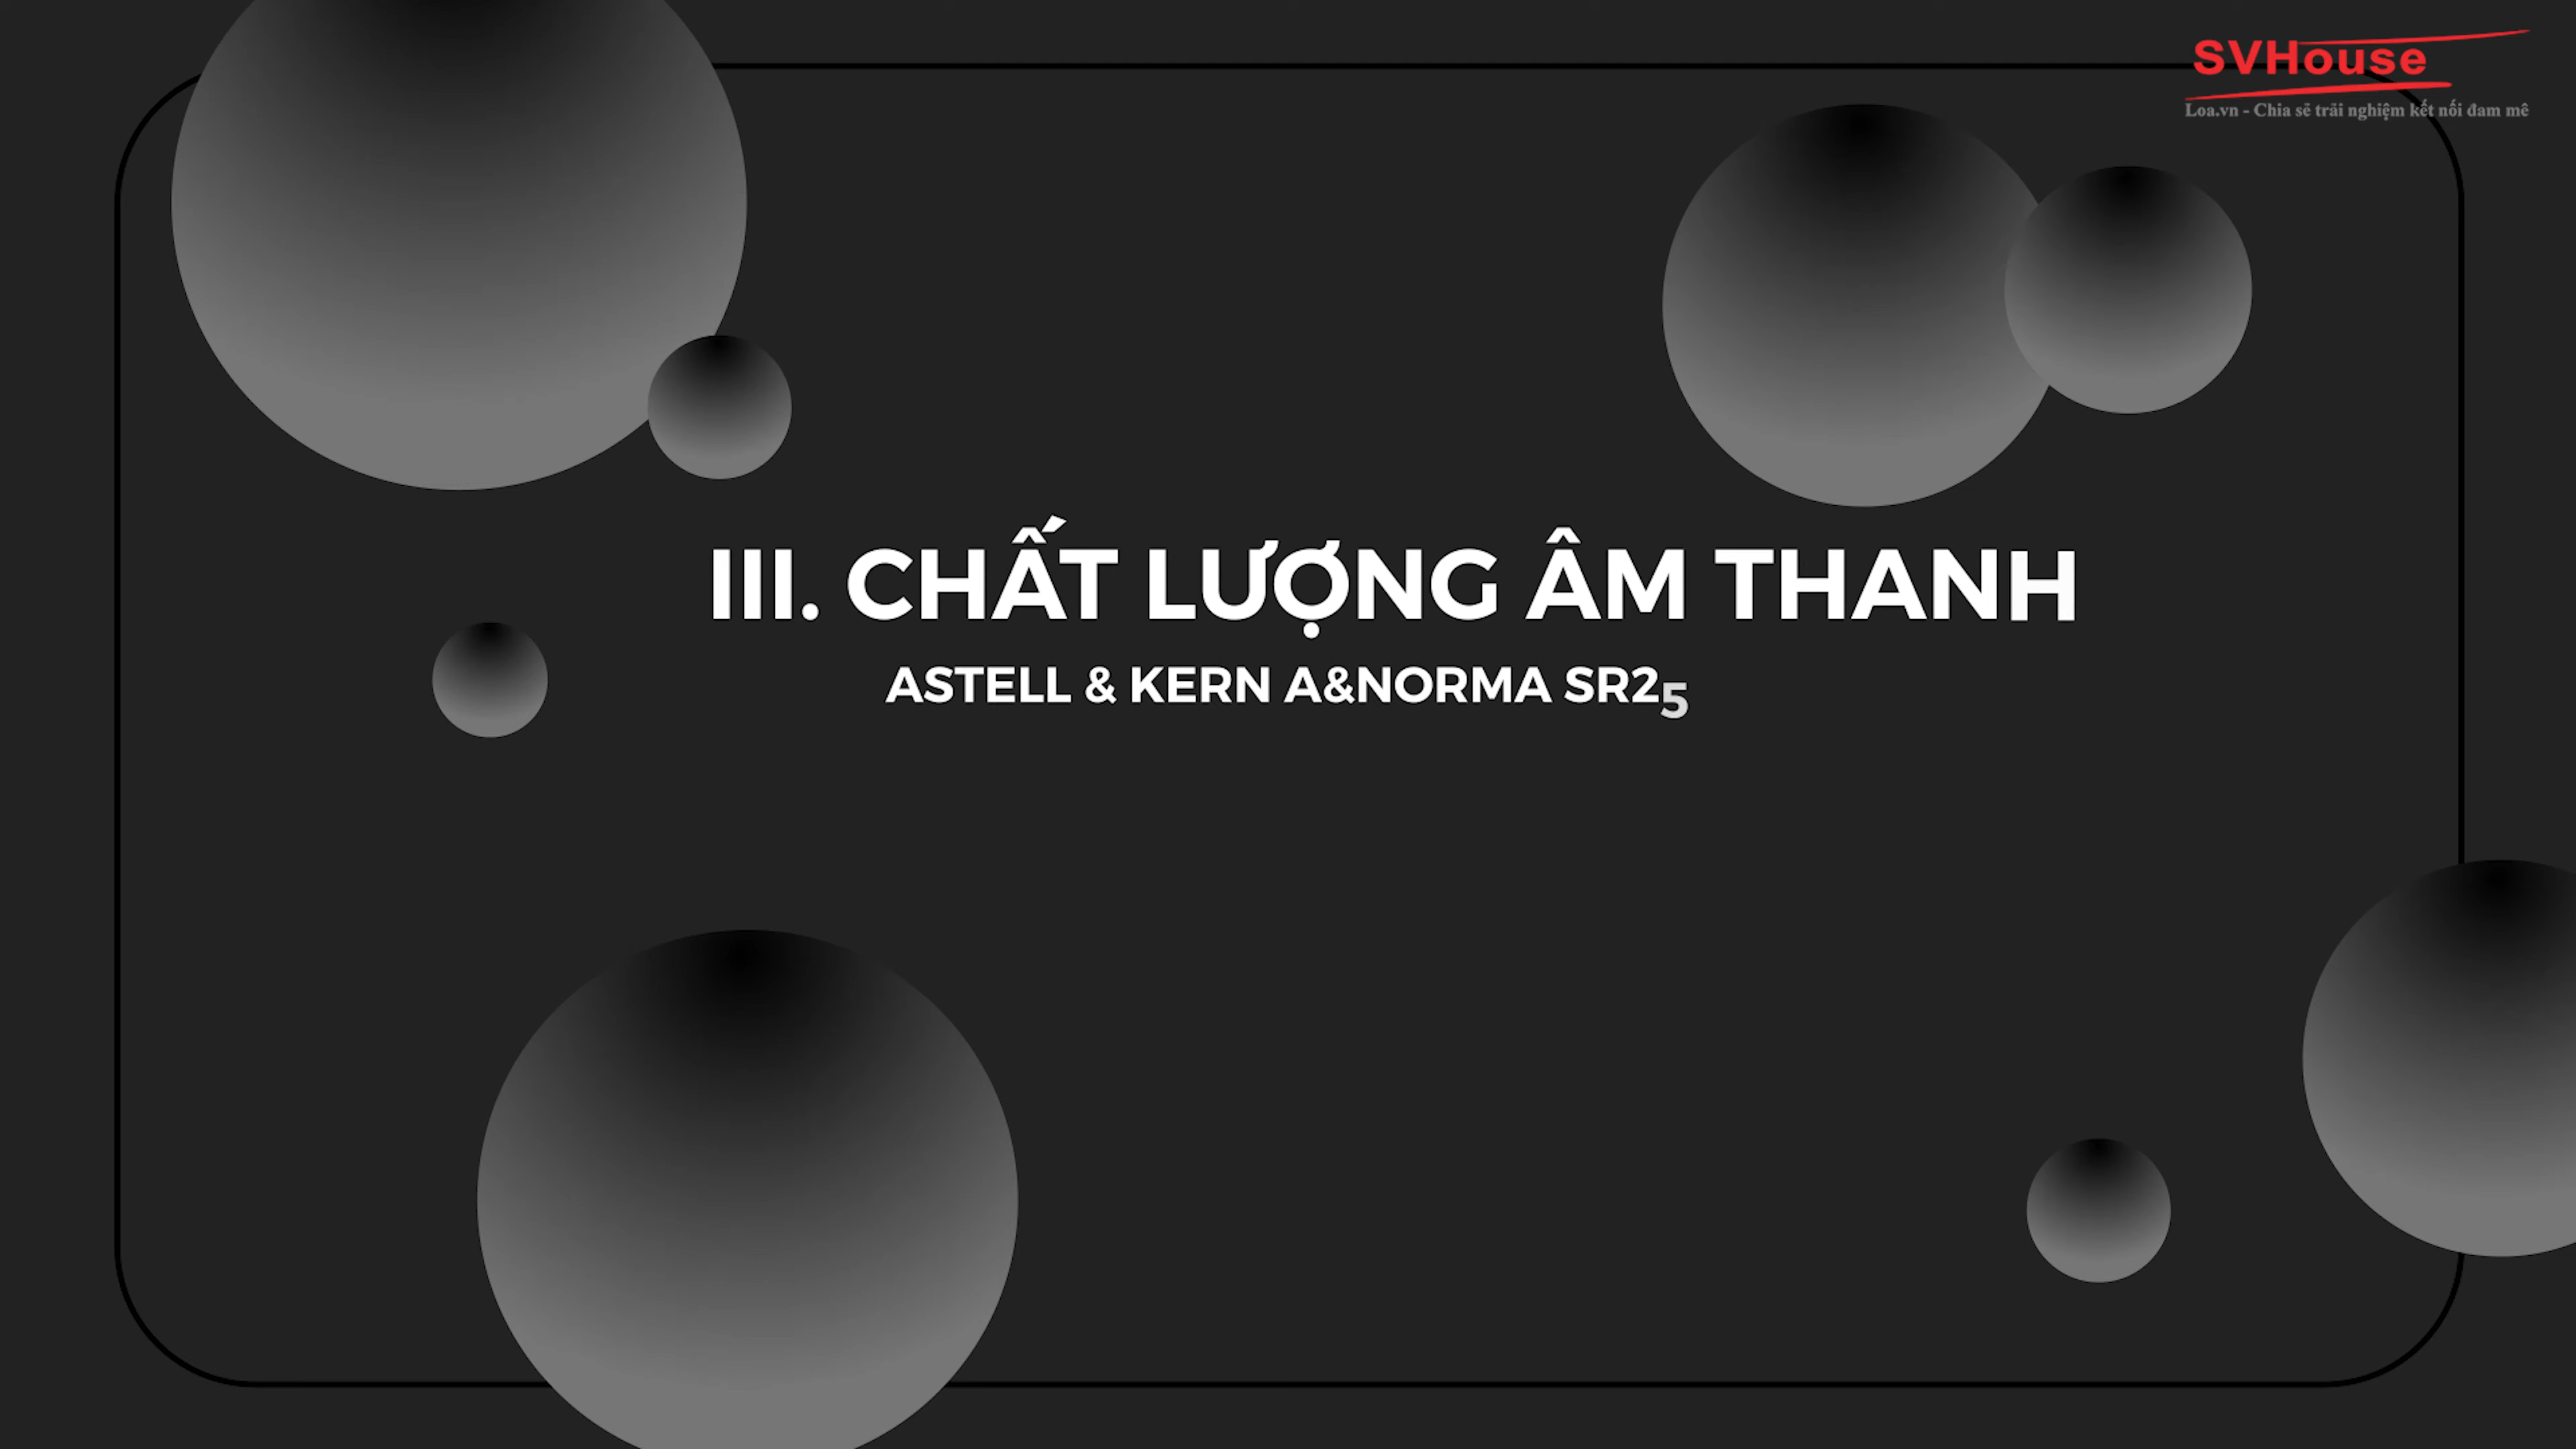 SVHouse
Loa.vn - Chia sẻ trải nghiệm kết nối đam mê
III. CHẤT LƯỢNG ÂM THANH
ASTELL & KERN A&NORMA SR25